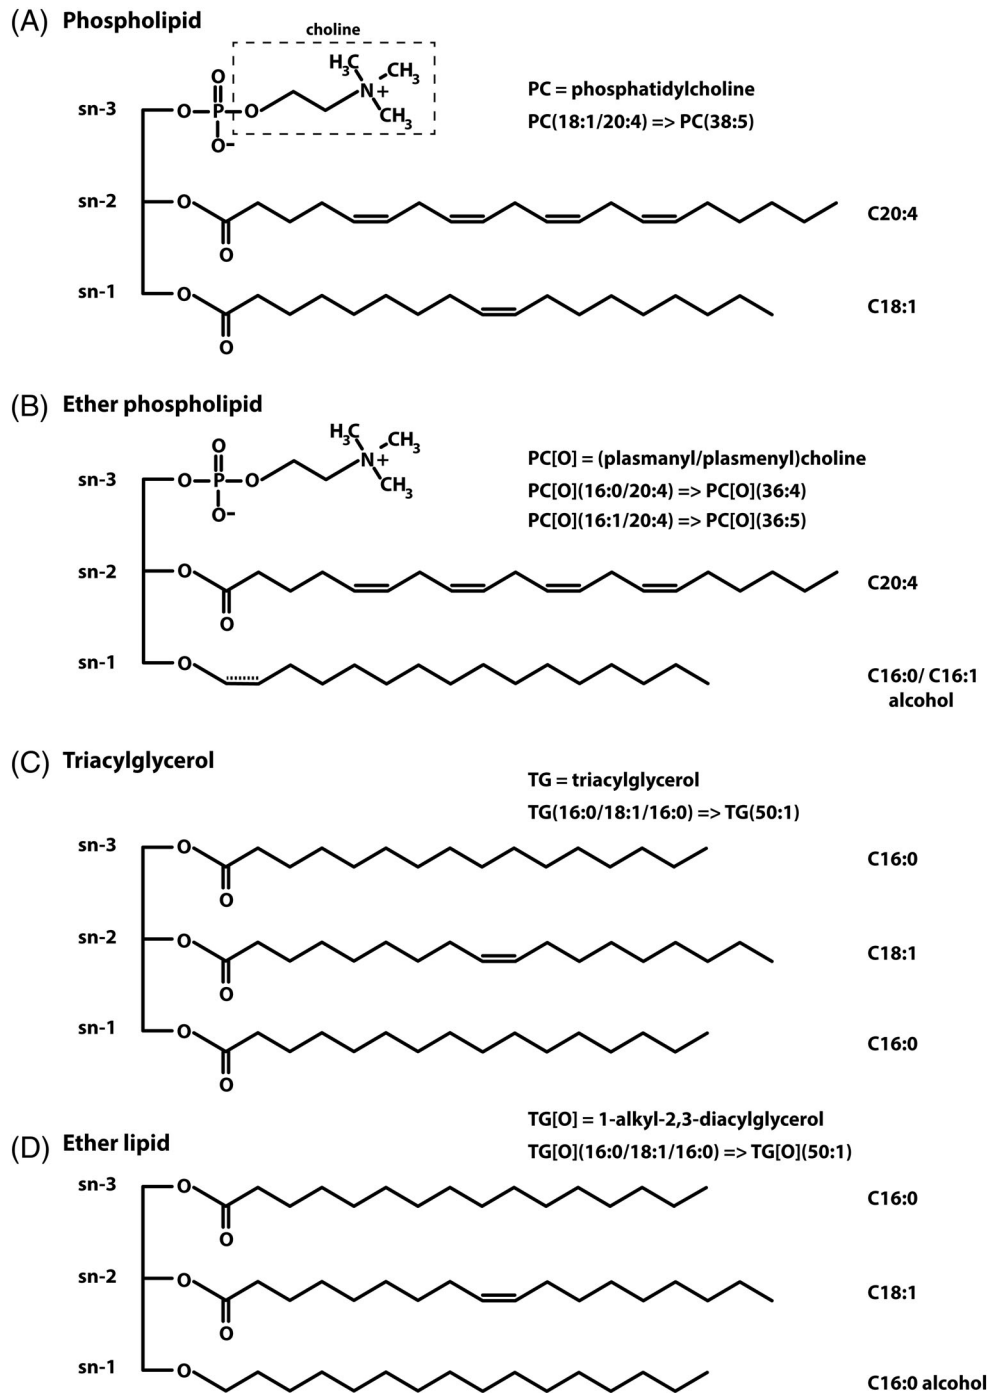 (A) Phospholipid
choline
O
H3C
CH3
N+
sn-3
O
P
O
CH3
O-
PC = phosphatidylcholine
PC(18:1/20:4) => PC(38:5)
sn-2
O
O
C20:4
sn-1
O
O
C18:1
(B) Ether phospholipid
O
H3C
CH3
N+
sn-3
O
P
O
CH3
O-
PC[O] = (plasmanyl/plasmenyl)choline
PC[O](16:0/20:4) => PC[O](36:4)
PC[O](16:1/20:4) => PC[O](36:5)
sn-2
O
O
C20:4
sn-1
O
C16:0/ C16:1
alcohol
(C) Triacylglycerol
TG = triacylglycerol
TG(16:0/18:1/16:0) => TG(50:1)
sn-3
O
O
C16:0
sn-2
O
O
C18:1
sn-1
O
O
C16:0
(D) Ether lipid
TG[O] = 1-alkyl-2,3-diacylglycerol
TG[O](16:0/18:1/16:0) => TG[O](50:1)
sn-3
O
O
C16:0
sn-2
O
O
C18:1
sn-1
O
C16:0 alcohol